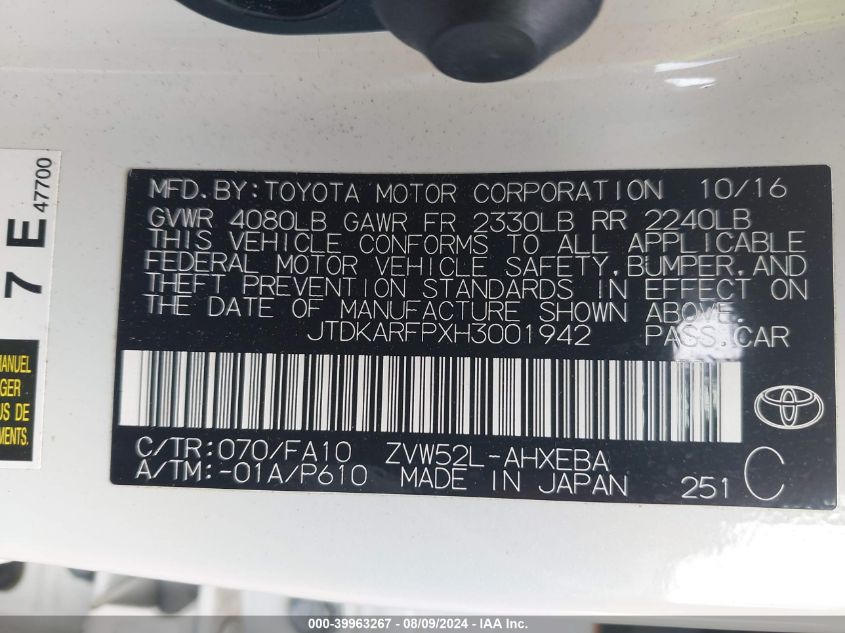 MFD.BY:TOYOTA MOTOR CORPORATION 10/16
GVWR 4080LB GAWR FR 2330LB RR 2240LB
THIS VEHICLE CONFORMS TO ALL APPLICABLE
FEDERAL MOTOR VEHICLE SAFETY,BUMPER,AND
THEFT PREVENTION STANDARDS IN EFFECT ON
THE DATE OF MANUFACTURE SHOWN ABOVE.
JTDKARFPXH3001942 PASS.CAR
C/TR:070/FA10 ZVW52L-AHXEBA
A/TM:-01A/P610 MADE IN JAPAN 251 C
7 E 47700
MANUEL
GER
US DE
MENTS.
000-39963267 - 08/09/2024 - IAA Inc.